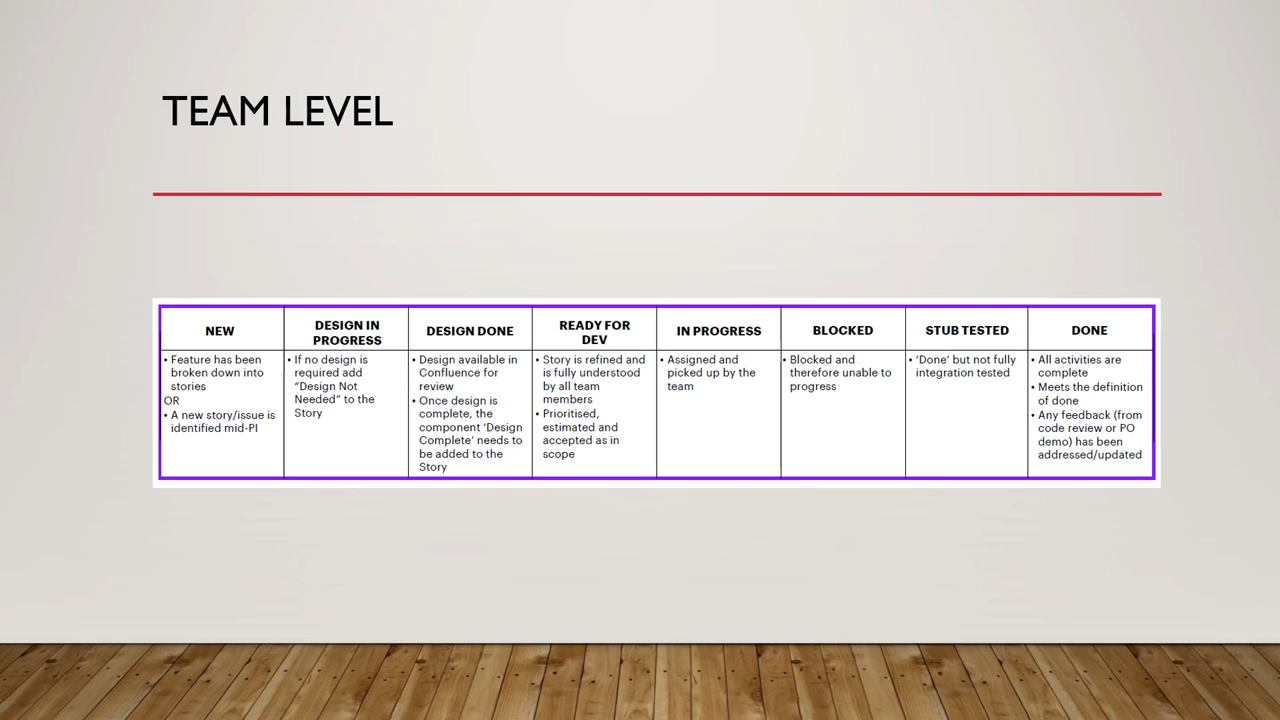 TEAM LEVEL
NEW
• Feature has been
broken down into
stories
OR
• A new story/issue is
identified mid-PI
DESIGN IN
PROGRESS
• If no design is
required add
“Design Not
Needed” to the
Story
DESIGN DONE
• Design available in
Confluence for
review
• Once design is
complete, the
component ‘Design
Complete’ needs to
be added to the
Story
READY FOR
DEV
• Story is refined and
is fully understood
by all team
members
• Prioritised,
estimated and
accepted as in
scope
IN PROGRESS
• Assigned and
picked up by the
team
BLOCKED
• Blocked and
therefore unable to
progress
STUB TESTED
• ‘Done’ but not fully
integration tested
DONE
• All activities are
complete
• Meets the definition
of done
• Any feedback (from
code review or PO
demo) has been
addressed/updated